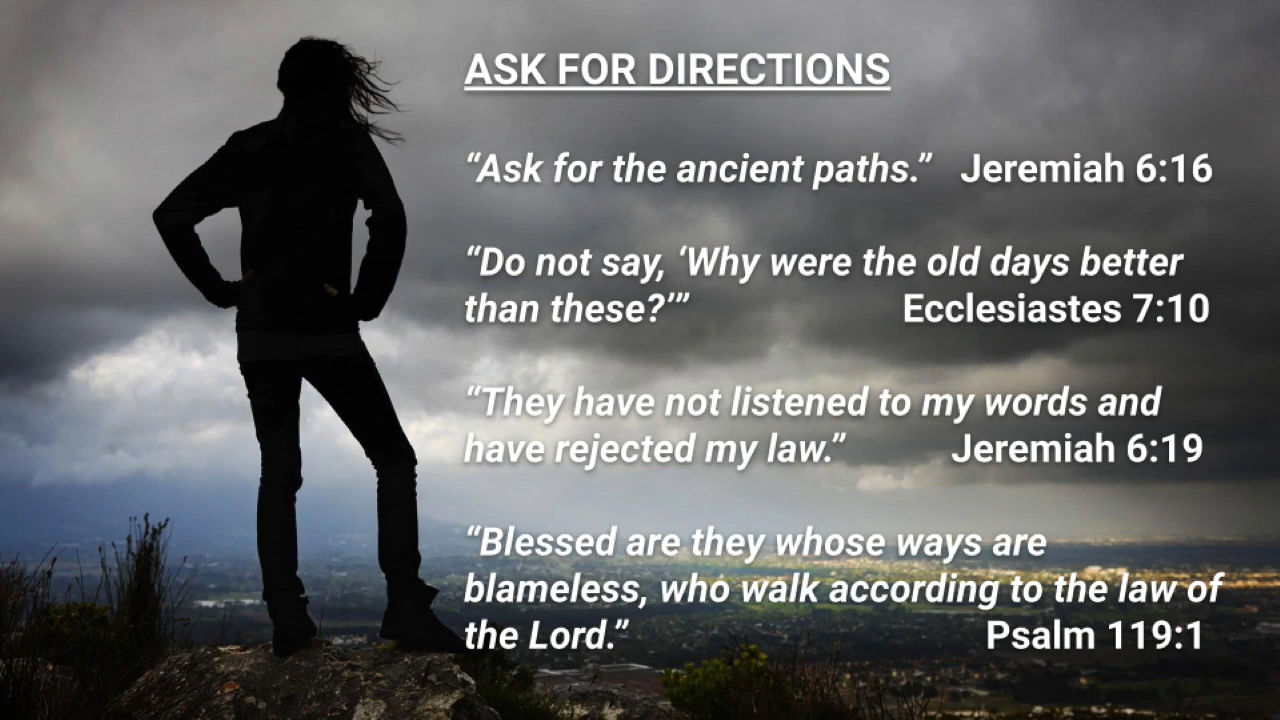 ASK FOR DIRECTIONS
“Ask for the ancient paths.” Jeremiah 6:16
“Do not say, ‘Why were the old days better
than these?’” Ecclesiastes 7:10
“They have not listened to my words and
have rejected my law.” Jeremiah 6:19
“Blessed are they whose ways are
blameless, who walk according to the law of
the Lord.” Psalm 119:1